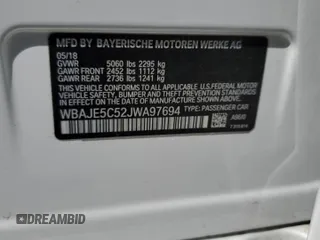 MFD BY BAYERISCHE MOTOREN WERKE AG
05/18
GVWR 5060 lbs 2295 kg
GAWR FRONT 2452 lbs 1112 kg
GAWR REAR 2736 lbs 1241 kg
THIS VEHICLE CONFORMS TO ALL APPLICABLE U.S. FEDERAL
MOTOR VEHICLE SAFETY, BUMPER, AND THEFT PREVENTION
STANDARDS IN EFFECT ON THE DATE OF MANUFACTURE SHOWN ABOVE.
WBAJE5C52JWA97694 TYPE: PASSENGER CAR
DREAMBID
DREAMBID.COM